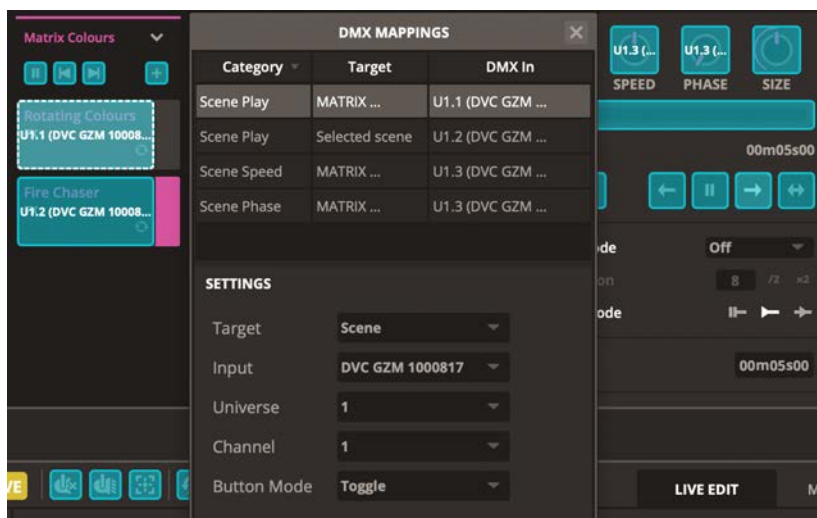 Matrix Colours
Rotating Colours
U1.1 (DVC GZM 10008...
Fire Chaser
U1.2 (DVC GZM 10008...
DMX MAPPINGS
Category Target DMX In
Scene Play MATRIX ... U1.1 (DVC GZM ...
Scene Play Selected scene U1.2 (DVC GZM ...
Scene Speed MATRIX ... U1.3 (DVC GZM ...
Scene Phase MATRIX ... U1.3 (DVC GZM ...
SETTINGS
Target Scene
Input DVC GZM 1000817
Universe 1
Channel 1
Button Mode Toggle
U1.3 (... U1.3 (...
SPEED PHASE SIZE
00m05s00
de Off
on 8 /2 x2
ode
00m05s00
VE
LIVE EDIT M